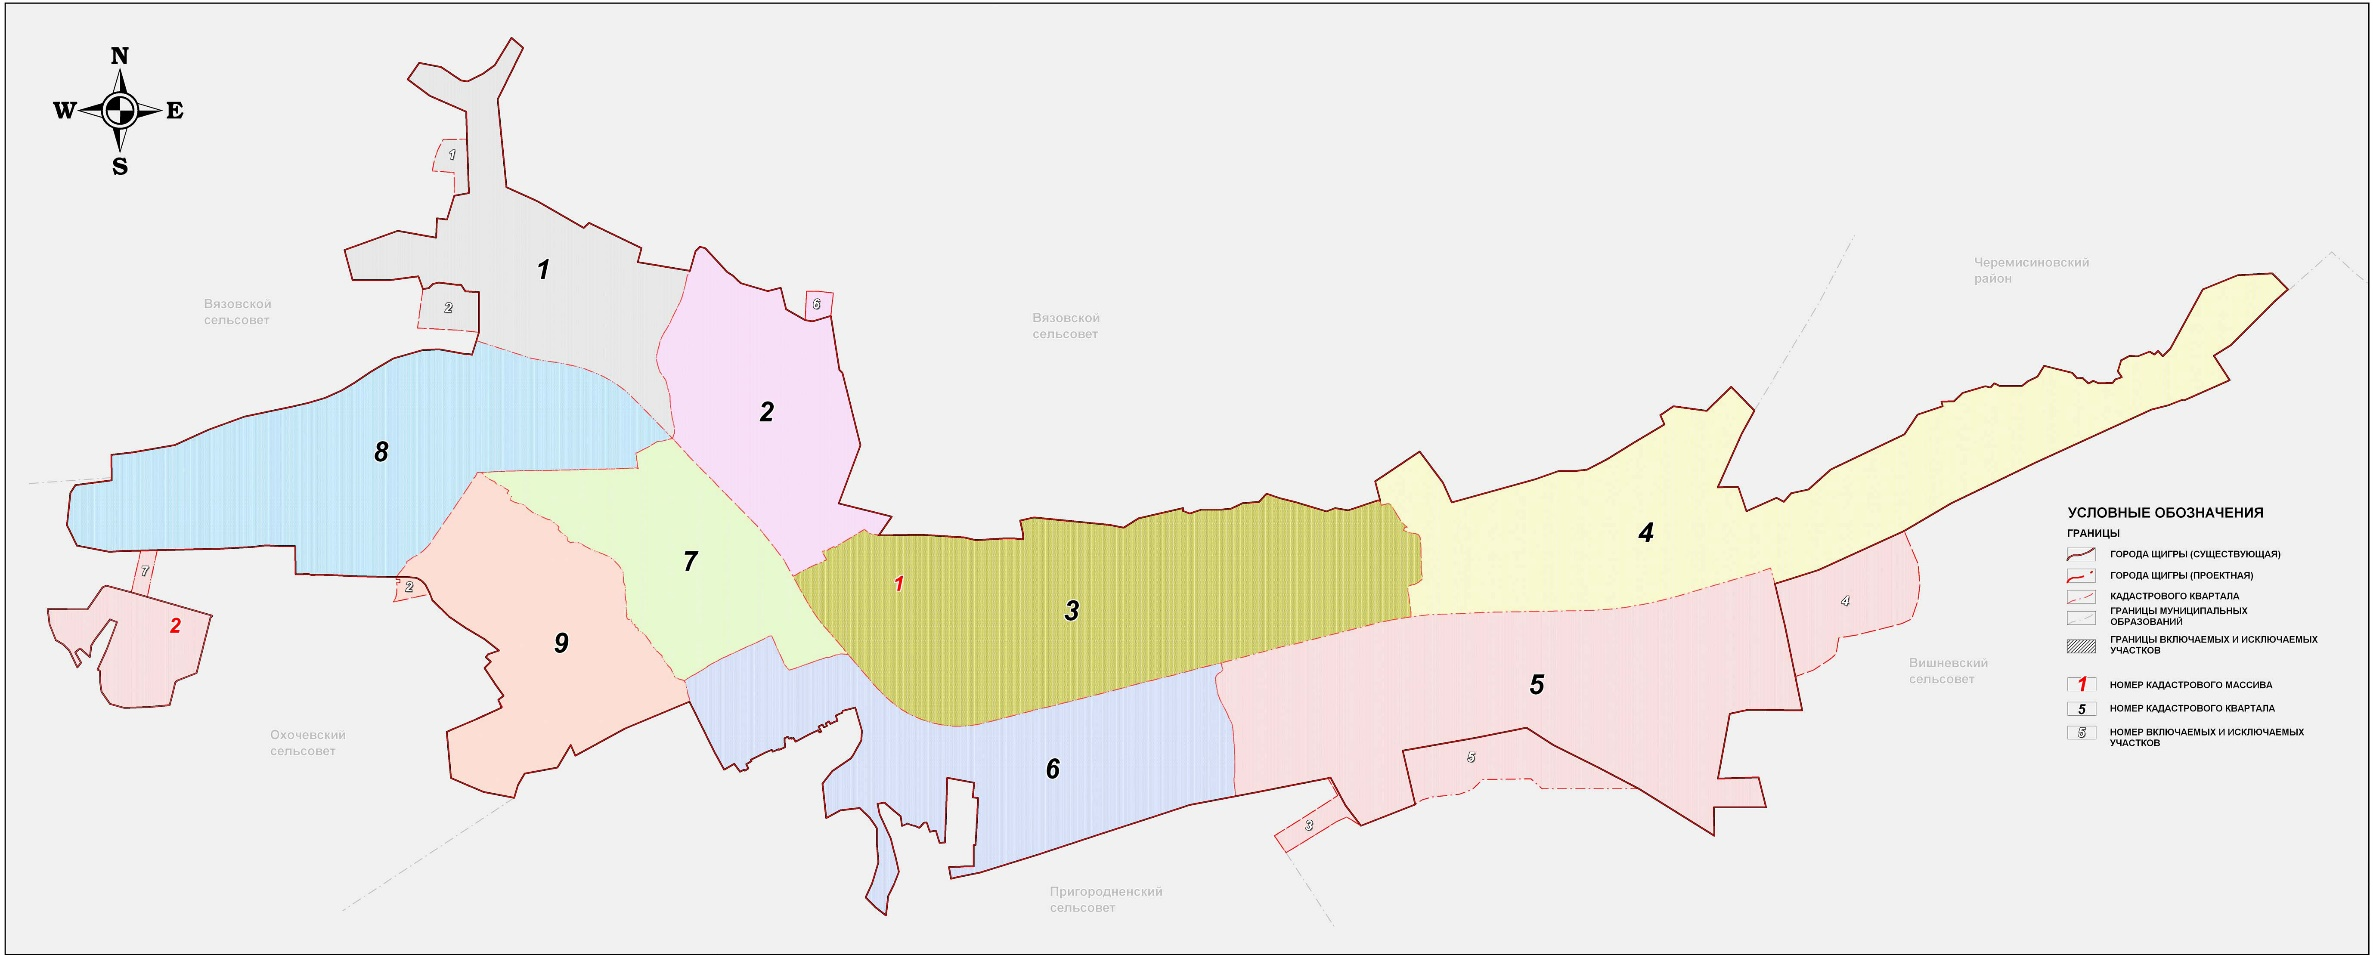 N
W E
S
1
1
2
6
2
8
7
2
2
7
9
1
3
4
5
6
4
5
3
Вязовской
сельсовет
Вязовской
сельсовет
Черемисиновский
район
Охочевский
сельсовет
Вишневский
сельсовет
Пригородненский
сельсовет
УСЛОВНЫЕ ОБОЗНАЧЕНИЯ
ГРАНИЦЫ
ГОРОДА ЩИГРЫ (СУЩЕСТВУЮЩАЯ)
ГОРОДА ЩИГРЫ (ПРОЕКТНАЯ)
КАДАСТРОВОГО КВАРТАЛА
ГРАНИЦЫ МУНИЦИПАЛЬНЫХ
ОБРАЗОВАНИЙ
ГРАНИЦЫ ВКЛЮЧАЕМЫХ И ИСКЛЮЧАЕМЫХ
УЧАСТКОВ
1 НОМЕР КАДАСТРОВОГО МАССИВА
5 НОМЕР КАДАСТРОВОГО КВАРТАЛА
5 НОМЕР ВКЛЮЧАЕМЫХ И ИСКЛЮЧАЕМЫХ
УЧАСТКОВ